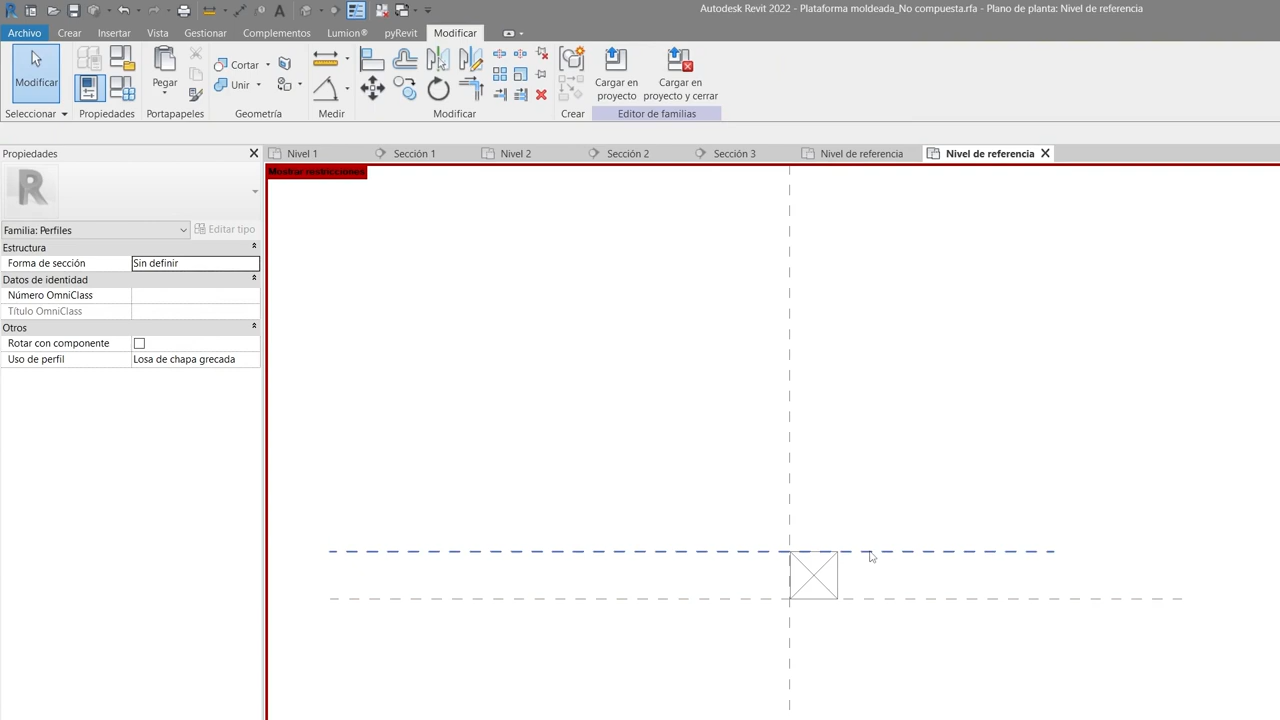 Autodesk Revit 2022 - Plataforma moldeada_No compuesta.rfa - Plano de planta: Nivel de referencia
Archivo Crear Insertar Vista Gestionar Complementos Lumion® pyRevit Modificar
Modificar
Pegar
Cortar
Unir
Cargar en proyecto
Cargar en proyecto y cerrar
Seleccionar Propiedades Portapapeles Geometría Medir Modificar Crear Editor de familias
Propiedades
Nivel 1 Sección 1 Nivel 2 Sección 2 Sección 3 Nivel de referencia Nivel de referencia
Mostrar restricciones
R
Familia: Perfiles Editar tipo
Estructura
Forma de sección Sin definir
Datos de identidad
Número OmniClass
Título OmniClass
Otros
Rotar con componente
Uso de perfil Losa de chapa grecada